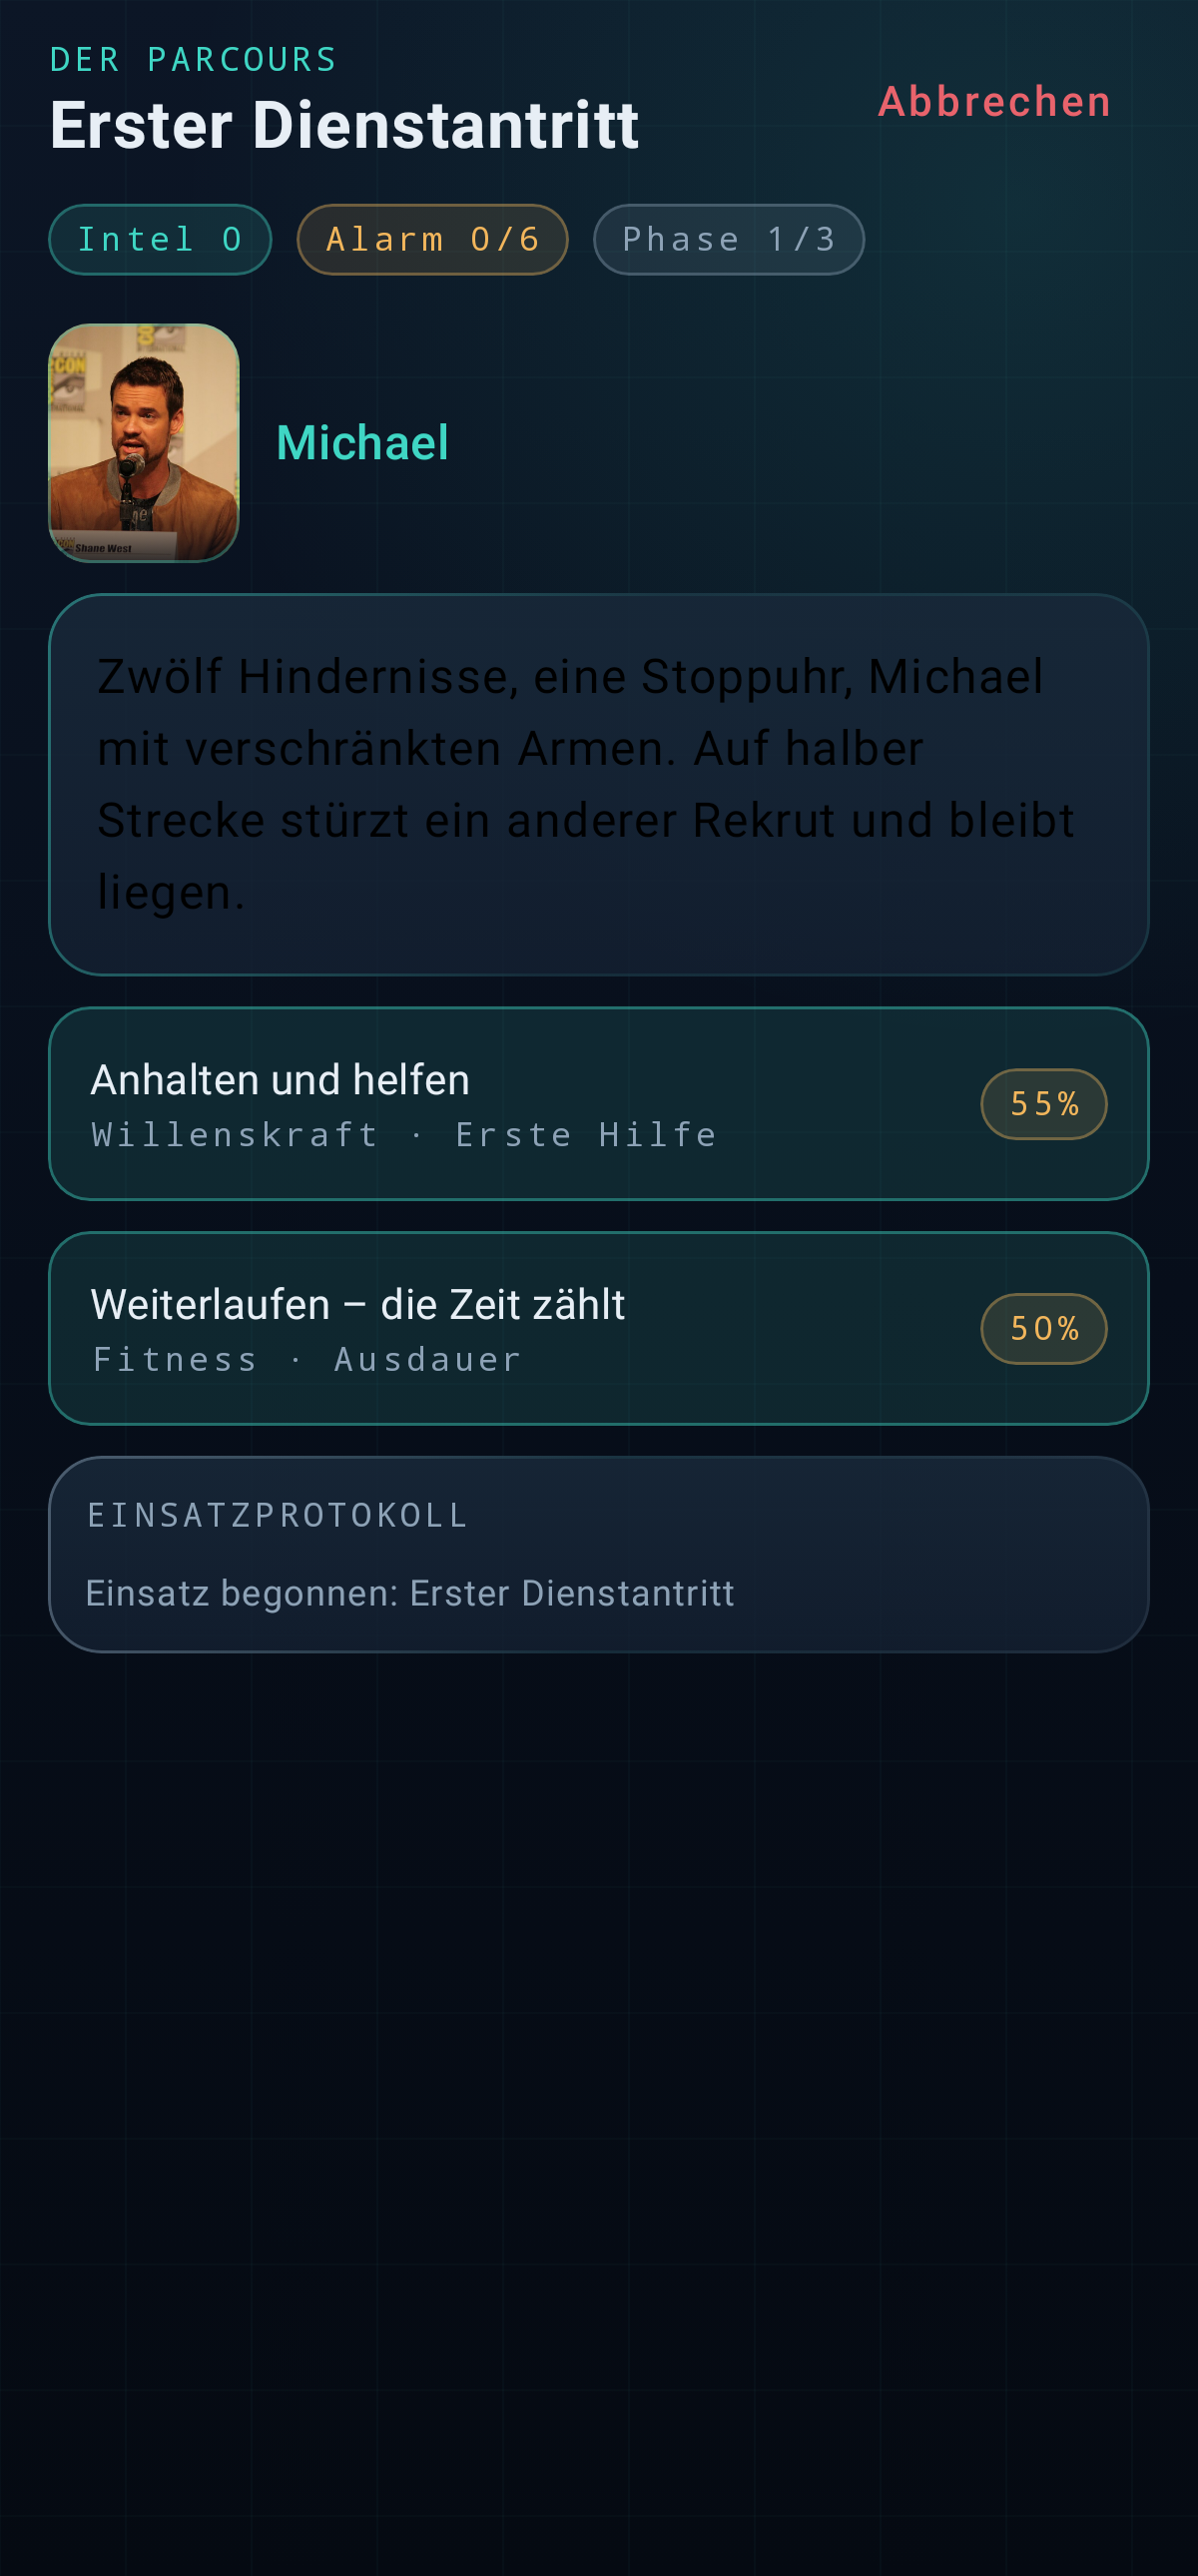 DER PARCOURS
Erster Dienstantritt
Abbrechen
Intel 0
Alarm 0/6
Phase 1/3
CON
Shane West
Michael
Zwölf Hindernisse, eine Stoppuhr, Michael
mit verschränkten Armen. Auf halber
Strecke stürzt ein anderer Rekrut und bleibt
liegen.
Anhalten und helfen
Willenskraft · Erste Hilfe
55%
Weiterlaufen – die Zeit zählt
Fitness · Ausdauer
50%
EINSATZPROTOKOLL
Einsatz begonnen: Erster Dienstantritt